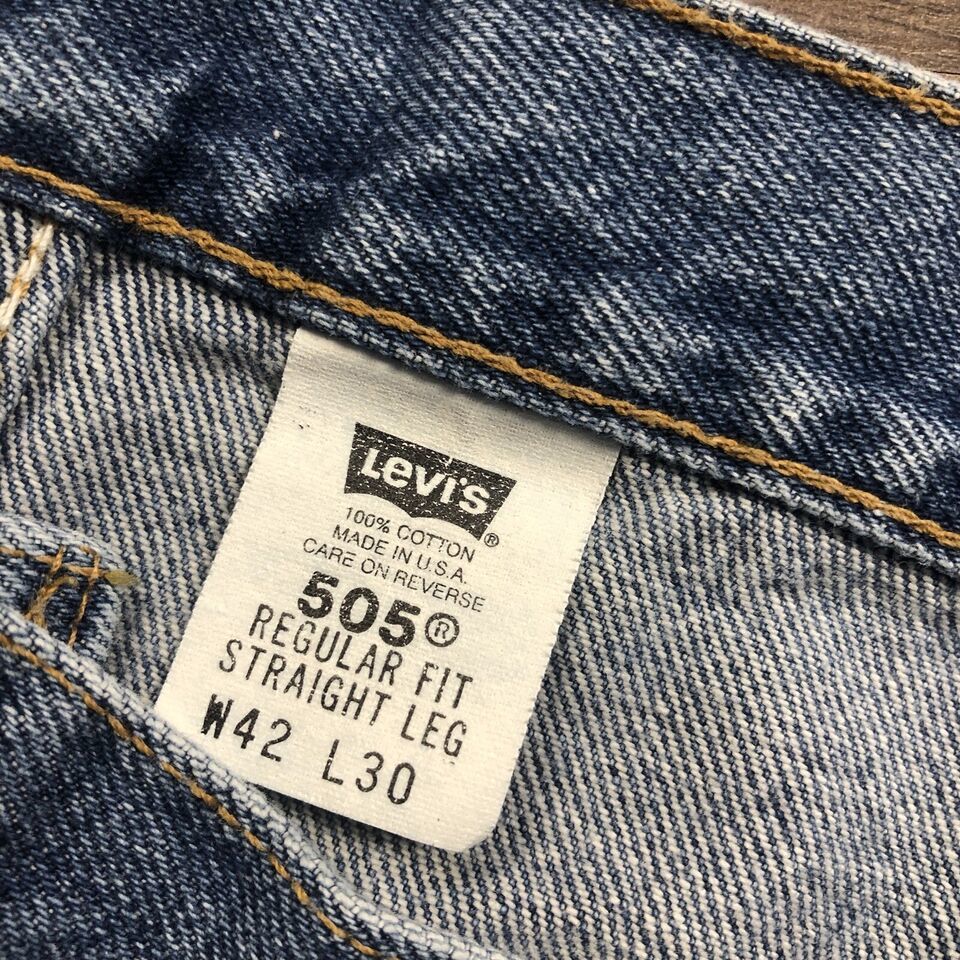 Levi's ®
100% COTTON
MADE IN U.S.A.
CARE ON REVERSE
505®
REGULAR FIT
STRAIGHT LEG
W42 L30